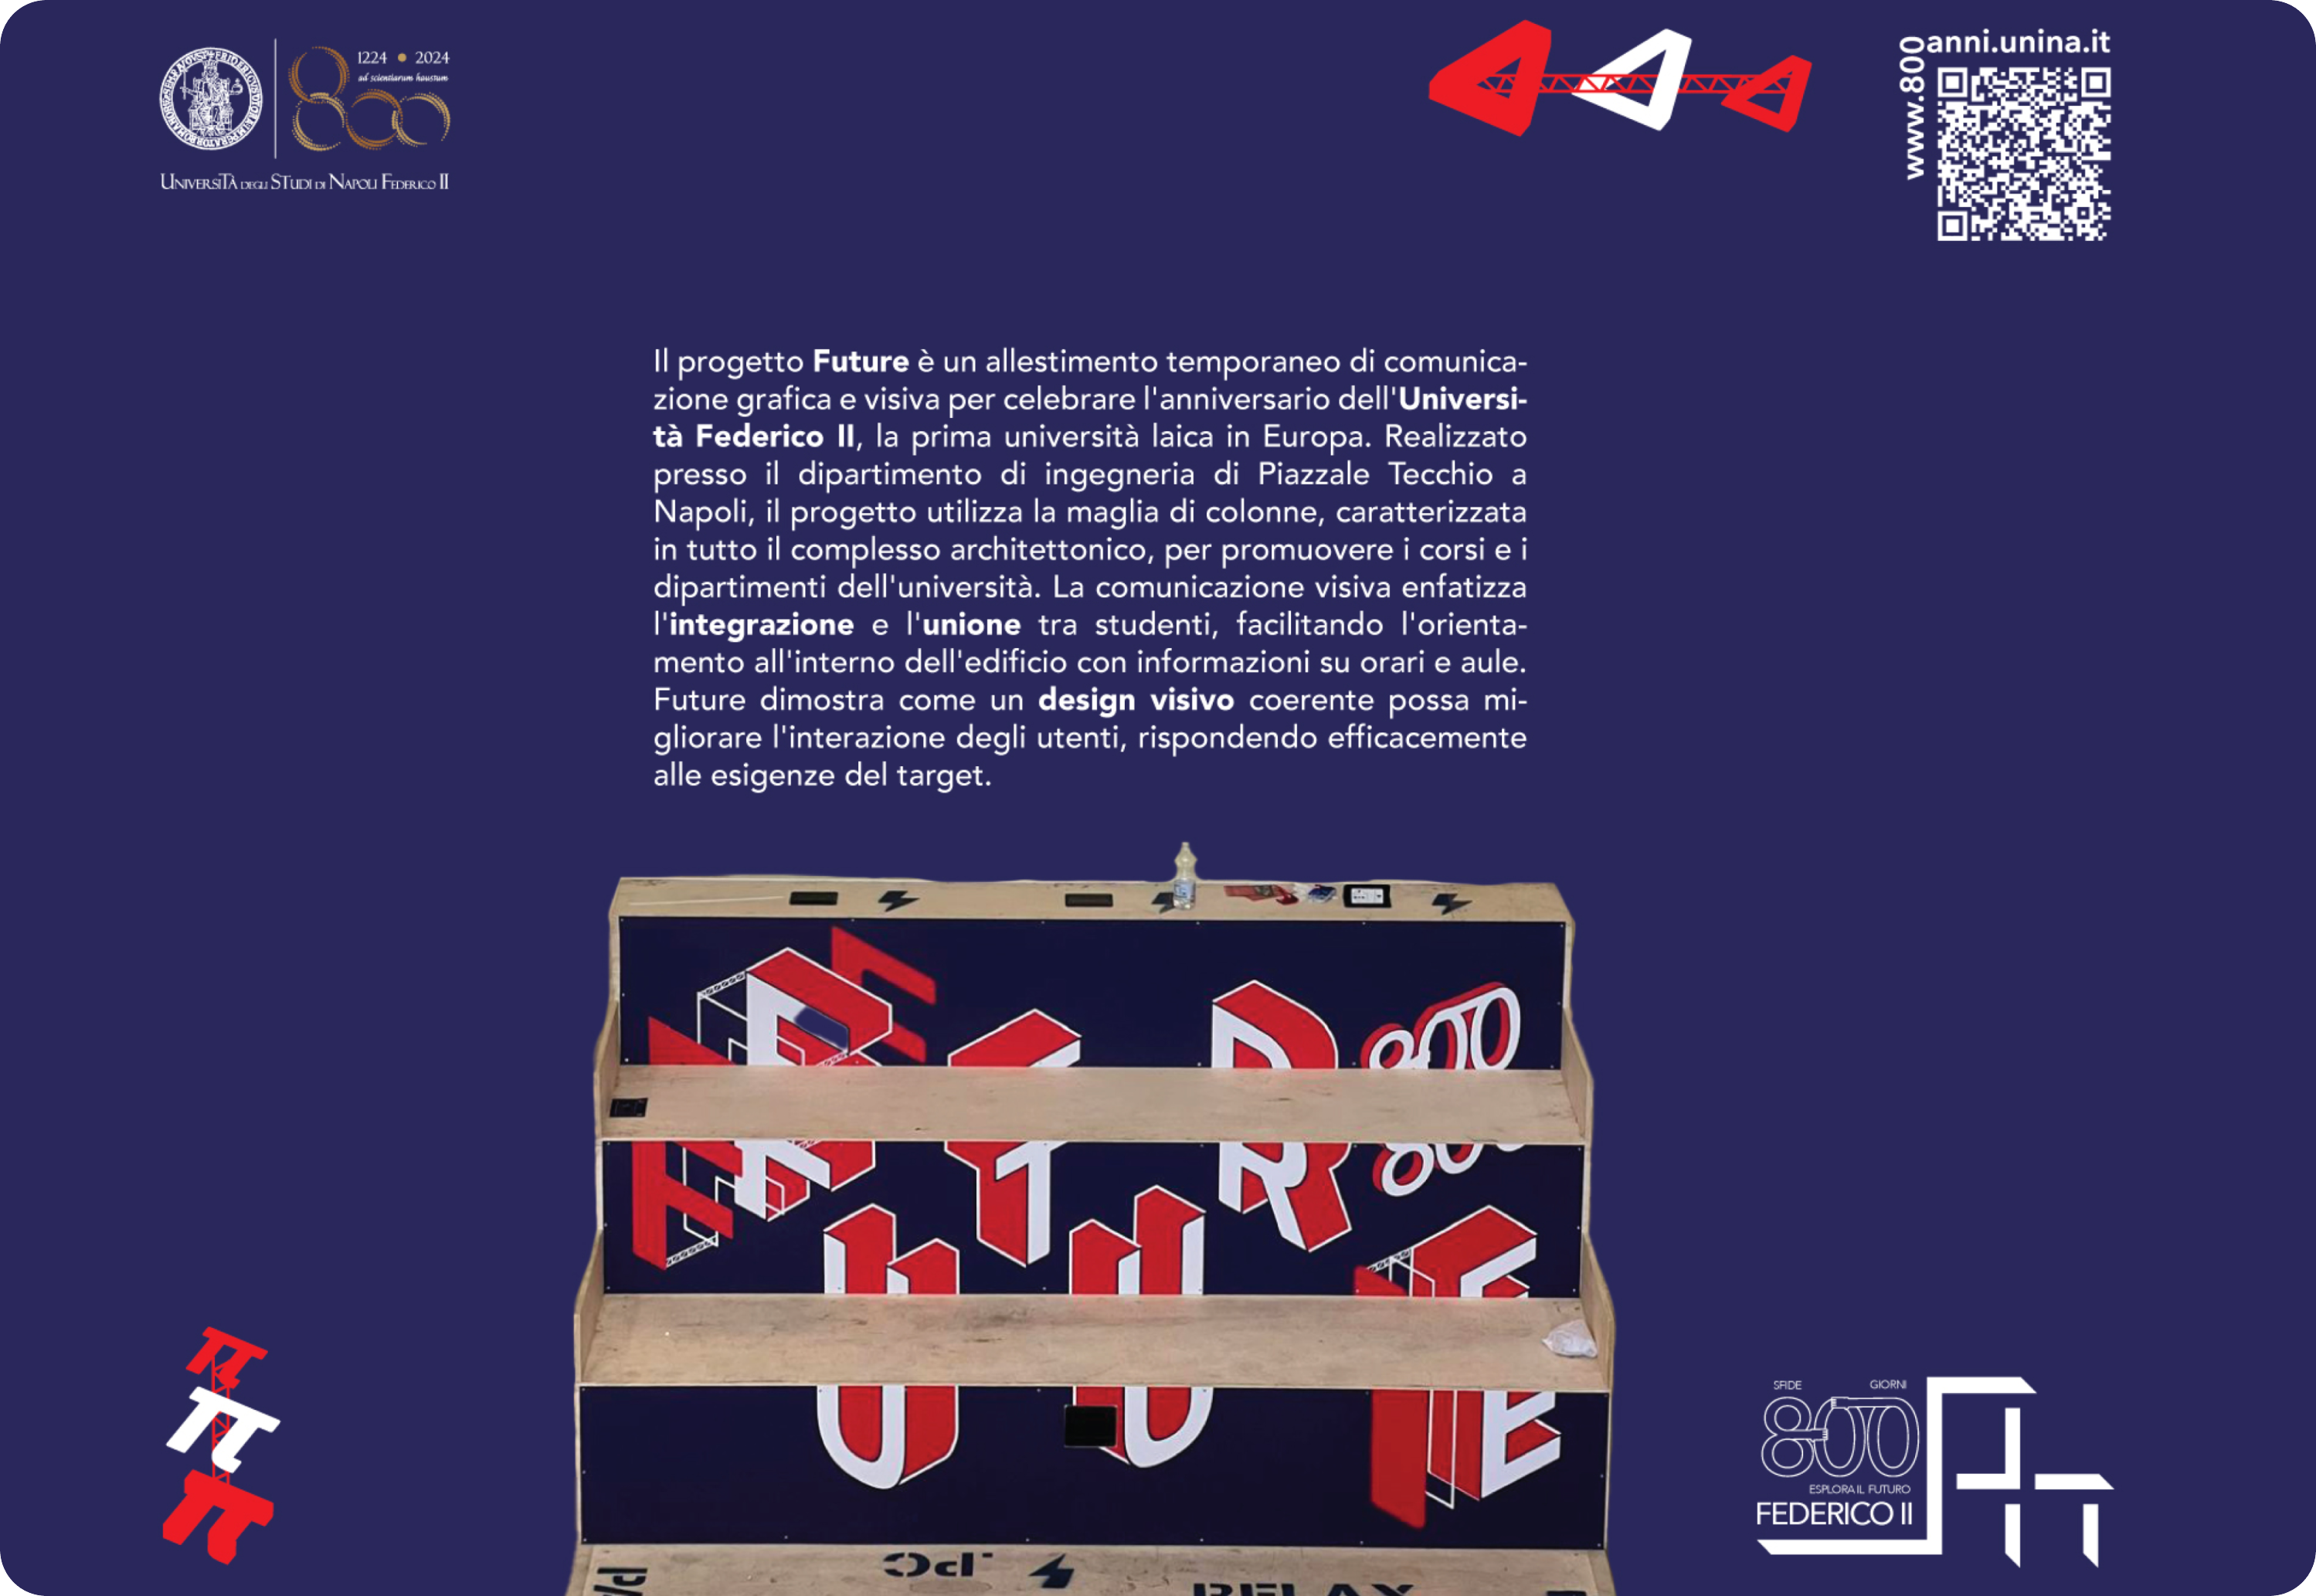 1224 • 2024
ad scientiarum haustum
800
UNIVERSITÀ DEGLI STUDI DI NAPOLI FEDERICO II
www.800anni.unina.it
Il progetto Future è un allestimento temporaneo di comunica-
zione grafica e visiva per celebrare l'anniversario dell'Universi-
tà Federico II, la prima università laica in Europa. Realizzato
presso il dipartimento di ingegneria di Piazzale Tecchio a
Napoli, il progetto utilizza la maglia di colonne, caratterizzata
in tutto il complesso architettonico, per promuovere i corsi e i
dipartimenti dell'università. La comunicazione visiva enfatizza
l'integrazione e l'unione tra studenti, facilitando l'orienta-
mento all'interno dell'edificio con informazioni su orari e aule.
Future dimostra come un design visivo coerente possa mi-
gliorare l'interazione degli utenti, rispondendo efficacemente
alle esigenze del target.
FUTURE
800
RELAX
π
π
π
SFIDE GIORNI
800
ESPLORA IL FUTURO
FEDERICO II